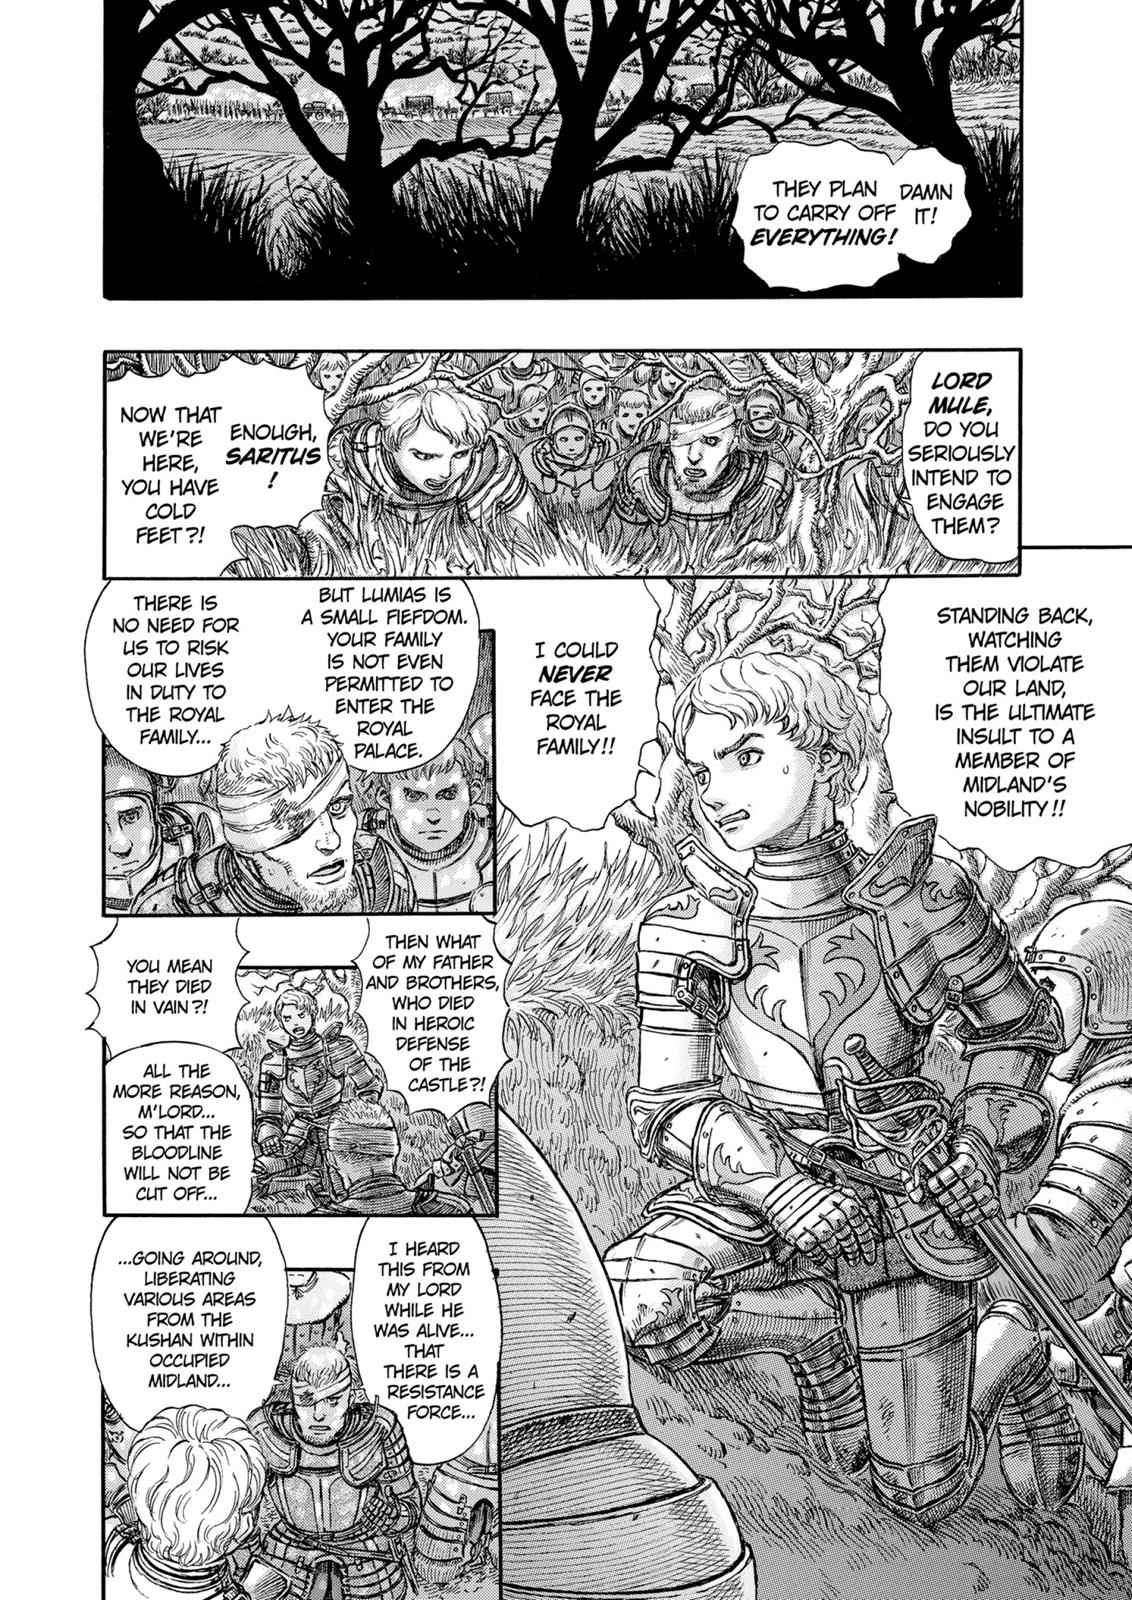 DAMN
IT!
THEY PLAN
TO CARRY OFF
EVERYTHING!
LORD
MULE,
DO YOU
SERIOUSLY
INTEND TO
ENGAGE
THEM?
ENOUGH,
SARITUS
!
NOW THAT
WE'RE
HERE,
YOU HAVE
COLD
FEET?!
STANDING BACK,
WATCHING
THEM VIOLATE
OUR LAND,
IS THE ULTIMATE
INSULT TO A
MEMBER OF
MIDLAND'S
NOBILITY!!
I COULD
NEVER
FACE THE
ROYAL
FAMILY!!
BUT LUMIAS IS
A SMALL FIEFDOM.
YOUR FAMILY
IS NOT EVEN
PERMITTED TO
ENTER THE
ROYAL
PALACE.
THERE IS
NO NEED FOR
US TO RISK
OUR LIVES
IN DUTY TO
THE ROYAL
FAMILY...
THEN WHAT
OF MY FATHER
AND BROTHERS,
WHO DIED
IN HEROIC
DEFENSE
OF THE
CASTLE?!
YOU MEAN
THEY DIED
IN VAIN?!
ALL THE
MORE REASON,
M'LORD...
SO THAT THE
BLOODLINE
WILL NOT BE
CUT OFF...
I HEARD
THIS FROM
MY LORD
WHILE HE
WAS ALIVE...
THAT
THERE IS A
RESISTANCE
FORCE...
...GOING AROUND,
LIBERATING
VARIOUS AREAS
FROM THE
KUSHAN WITHIN
OCCUPIED
MIDLAND...